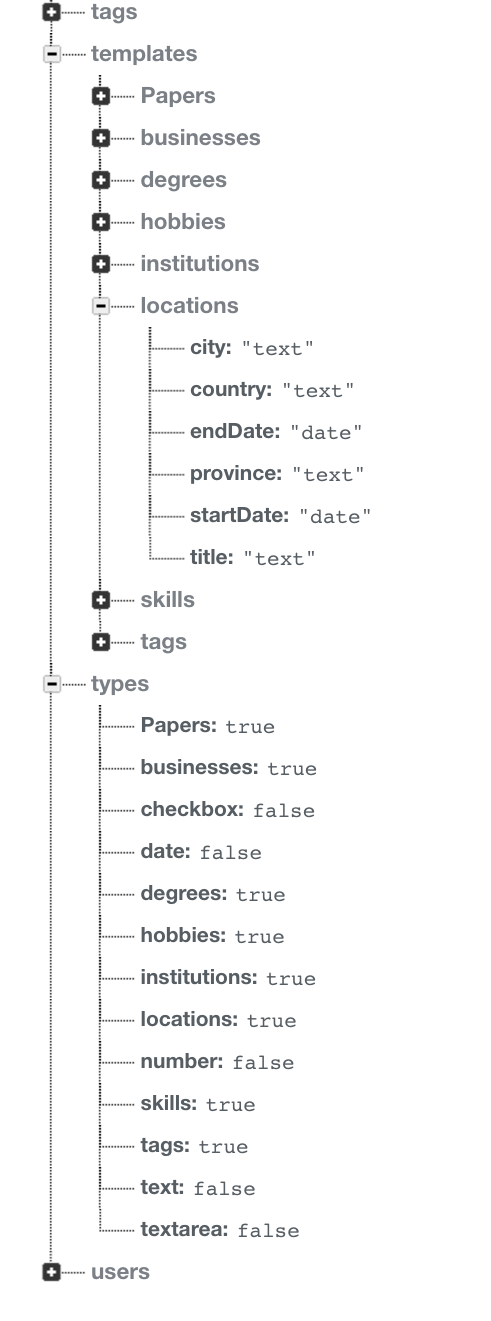 tags
templates
Papers
businesses
degrees
hobbies
institutions
locations
city: "text"
country: "text"
endDate: "date"
province: "text"
startDate: "date"
title: "text"
skills
tags
types
Papers: true
businesses: true
checkbox: false
date: false
degrees: true
hobbies: true
institutions: true
locations: true
number: false
skills: true
tags: true
text: false
textarea: false
users